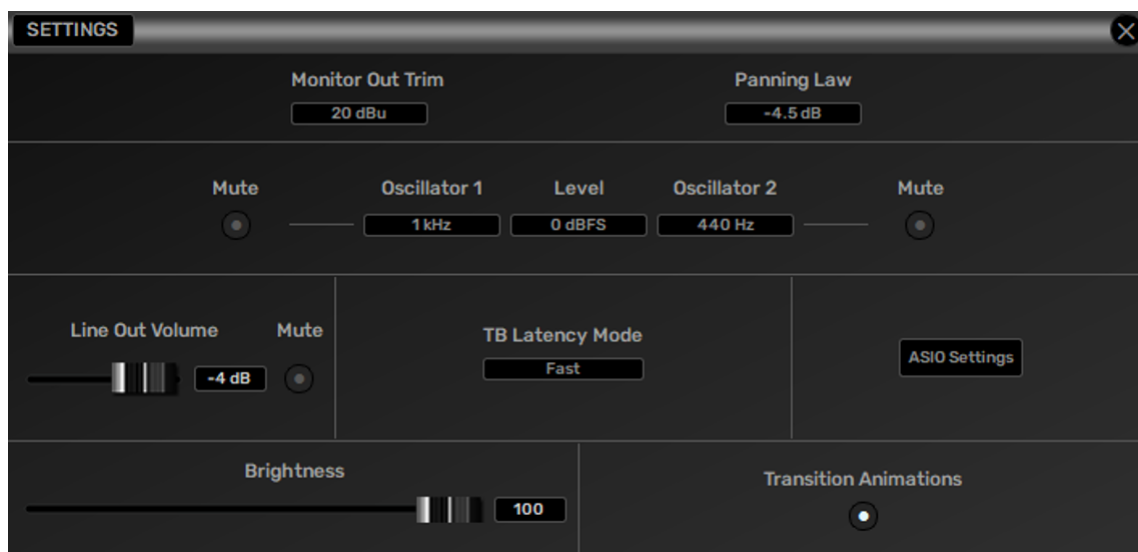 SETTINGS
Monitor Out Trim
Panning Law
20 dBu
-4.5 dB
Mute
Oscillator 1
Level
Oscillator 2
Mute
1 kHz
0 dBFS
440 Hz
Line Out Volume
Mute
-4 dB
TB Latency Mode
Fast
ASIO Settings
Brightness
100
Transition Animations